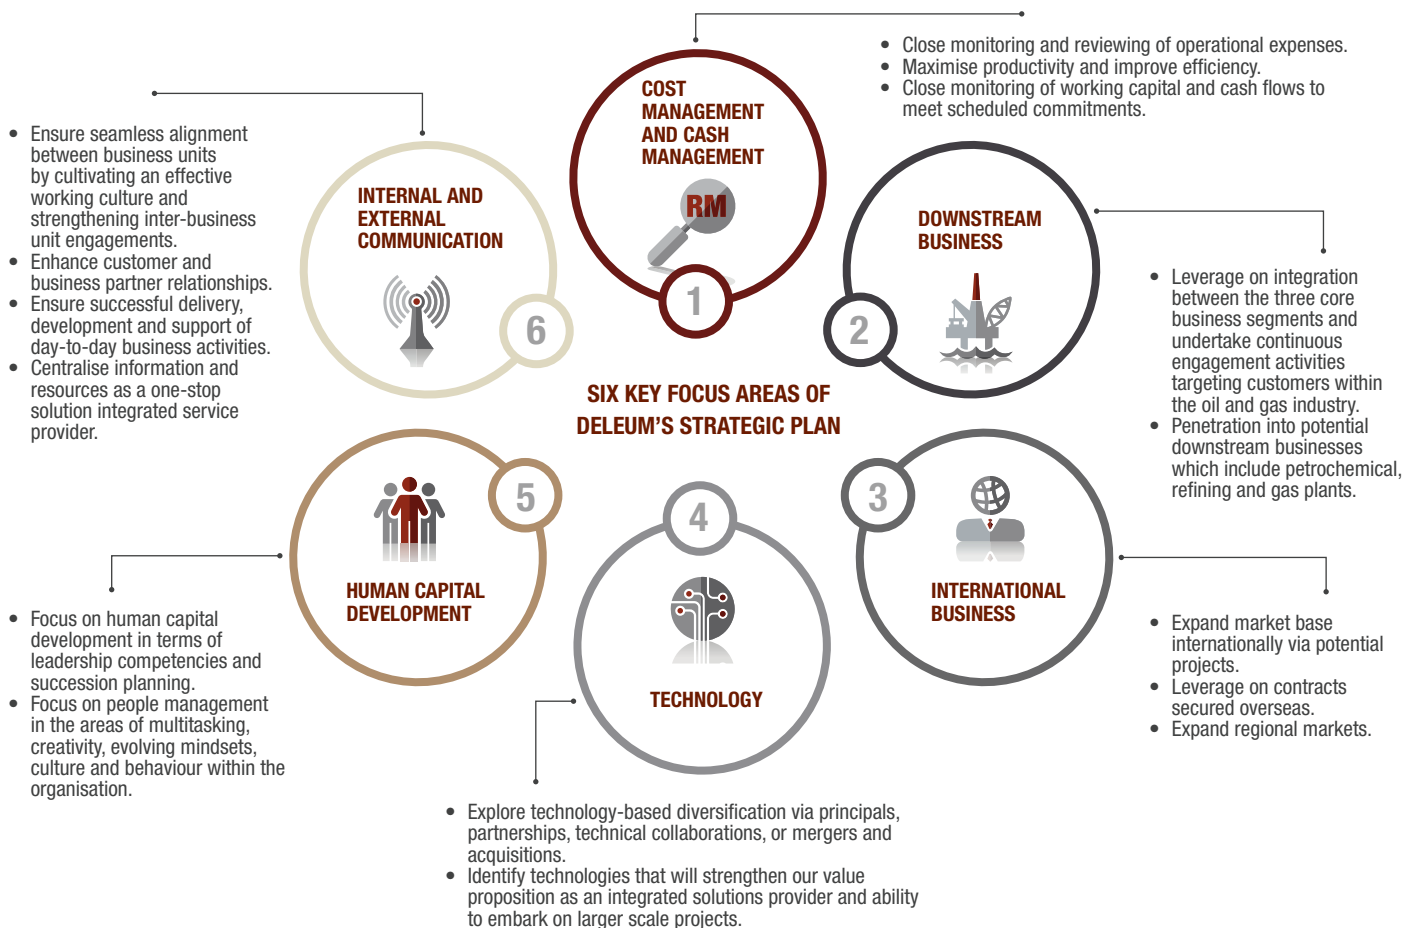 SIX KEY FOCUS AREAS OF
DELEUM'S STRATEGIC PLAN
COST
MANAGEMENT
AND CASH
MANAGEMENT
RM
1
• Close monitoring and reviewing of operational expenses.
• Maximise productivity and improve efficiency.
• Close monitoring of working capital and cash flows to
meet scheduled commitments.
DOWNSTREAM
BUSINESS
2
• Leverage on integration
between the three core
business segments and
undertake continuous
engagement activities
targeting customers within
the oil and gas industry.
• Penetration into potential
downstream businesses
which include petrochemical,
refining and gas plants.
3
INTERNATIONAL
BUSINESS
• Expand market base
internationally via potential
projects.
• Leverage on contracts
secured overseas.
• Expand regional markets.
4
TECHNOLOGY
• Explore technology-based diversification via principals,
partnerships, technical collaborations, or mergers and
acquisitions.
• Identify technologies that will strengthen our value
proposition as an integrated solutions provider and ability
to embark on larger scale projects.
5
HUMAN CAPITAL
DEVELOPMENT
• Focus on human capital
development in terms of
leadership competencies and
succession planning.
• Focus on people management
in the areas of multitasking,
creativity, evolving mindsets,
culture and behaviour within the
organisation.
INTERNAL AND
EXTERNAL
COMMUNICATION
6
• Ensure seamless alignment
between business units
by cultivating an effective
working culture and
strengthening inter-business
unit engagements.
• Enhance customer and
business partner relationships.
• Ensure successful delivery,
development and support of
day-to-day business activities.
• Centralise information and
resources as a one-stop
solution integrated service
provider.